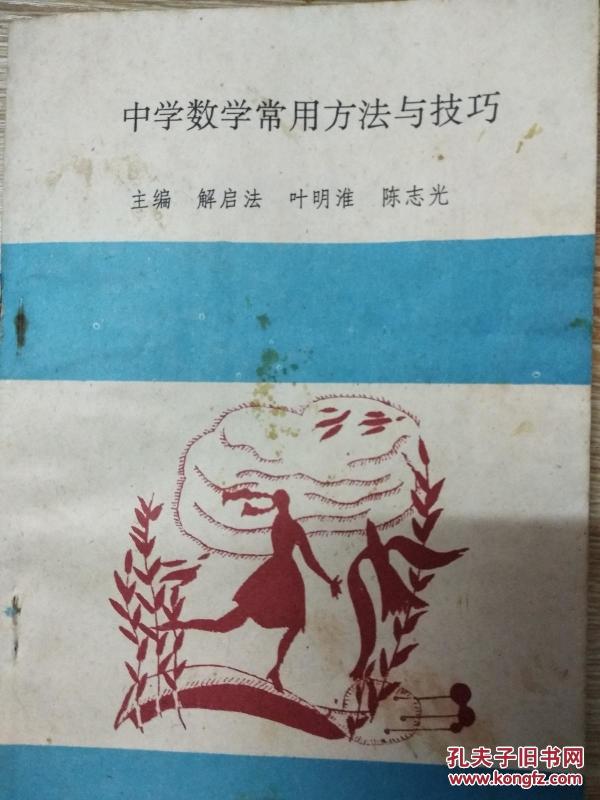 中学数学常用方法与技巧
主编 解启法 叶明淮 陈志光
孔夫子旧书网
www.kongfz.com